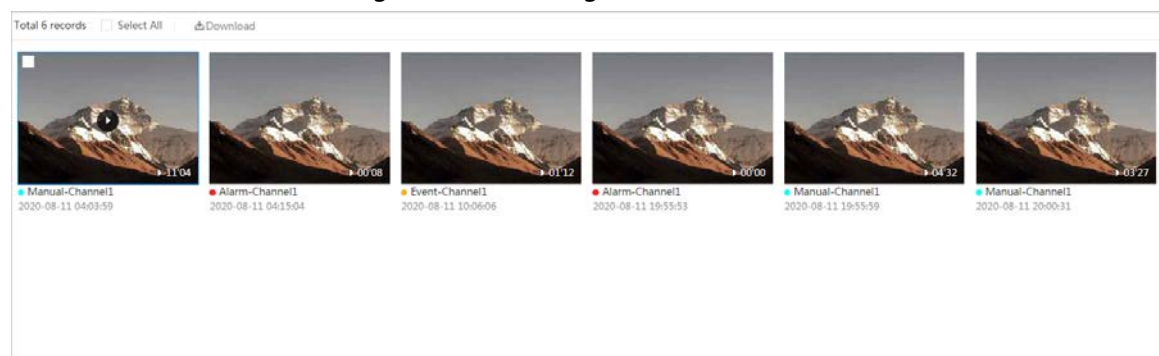 Total 6 records Select All Download
11:04 00:08 01:12 00:00 04:32 03:27
Manual-Channel1 Alarm-Channel1 Event-Channel1 Alarm-Channel1 Manual-Channel1 Manual-Channel1
2020-08-11 04:03:59 2020-08-11 04:15:04 2020-08-11 10:06:06 2020-08-11 19:55:53 2020-08-11 19:55:59 2020-08-11 20:00:31